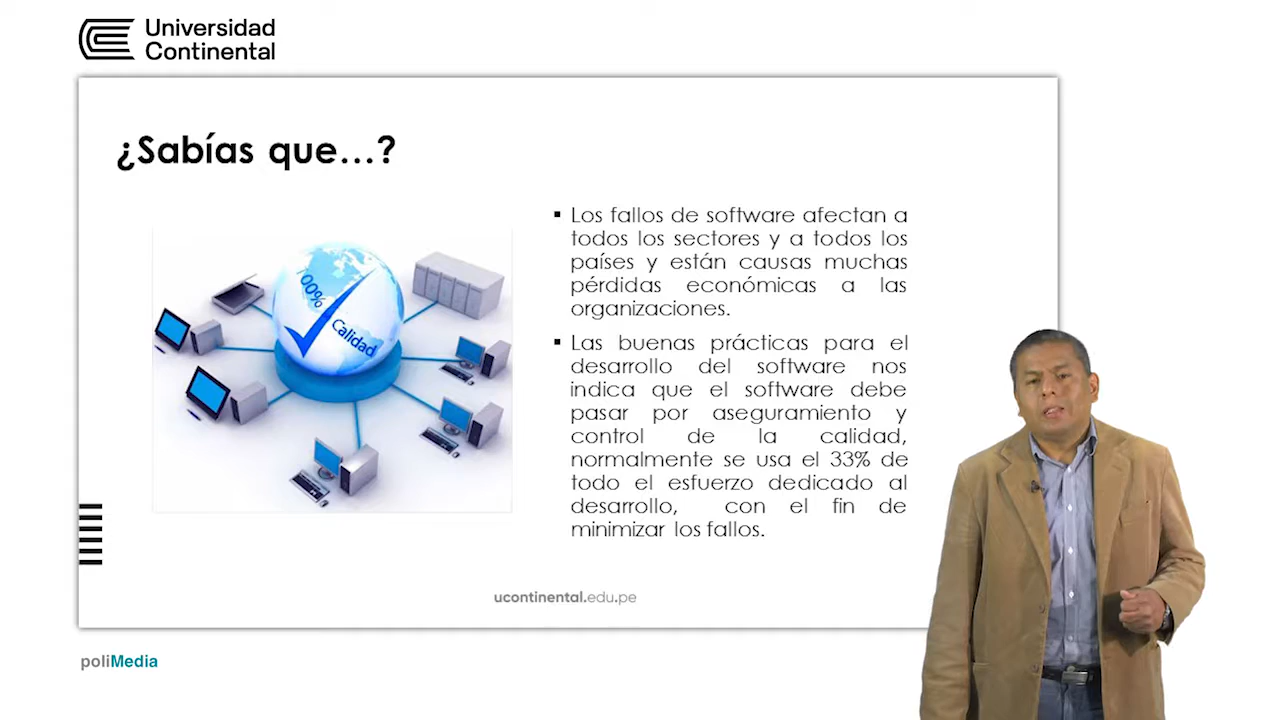 Universidad
Continental
¿Sabías que...?
100%
Calidad
▪ Los fallos de software afectan a
todos los sectores y a todos los
países y están causas muchas
pérdidas económicas a las
organizaciones.
▪ Las buenas prácticas para el
desarrollo del software nos
indica que el software debe
pasar por aseguramiento y
control de la calidad,
normalmente se usa el 33% de
todo el esfuerzo dedicado al
desarrollo, con el fin de
minimizar los fallos.
ucontinental.edu.pe
poliMedia